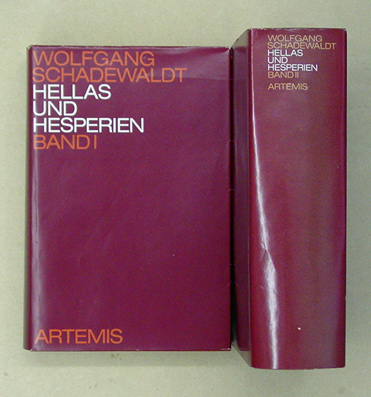 WOLFGANG
SCHADEWALDT
HELLAS
UND
HESPERIEN
BAND I
ARTEMIS
WOLFGANG
SCHADEWALDT
HELLAS
UND
HESPERIEN
BAND II
ARTEMIS